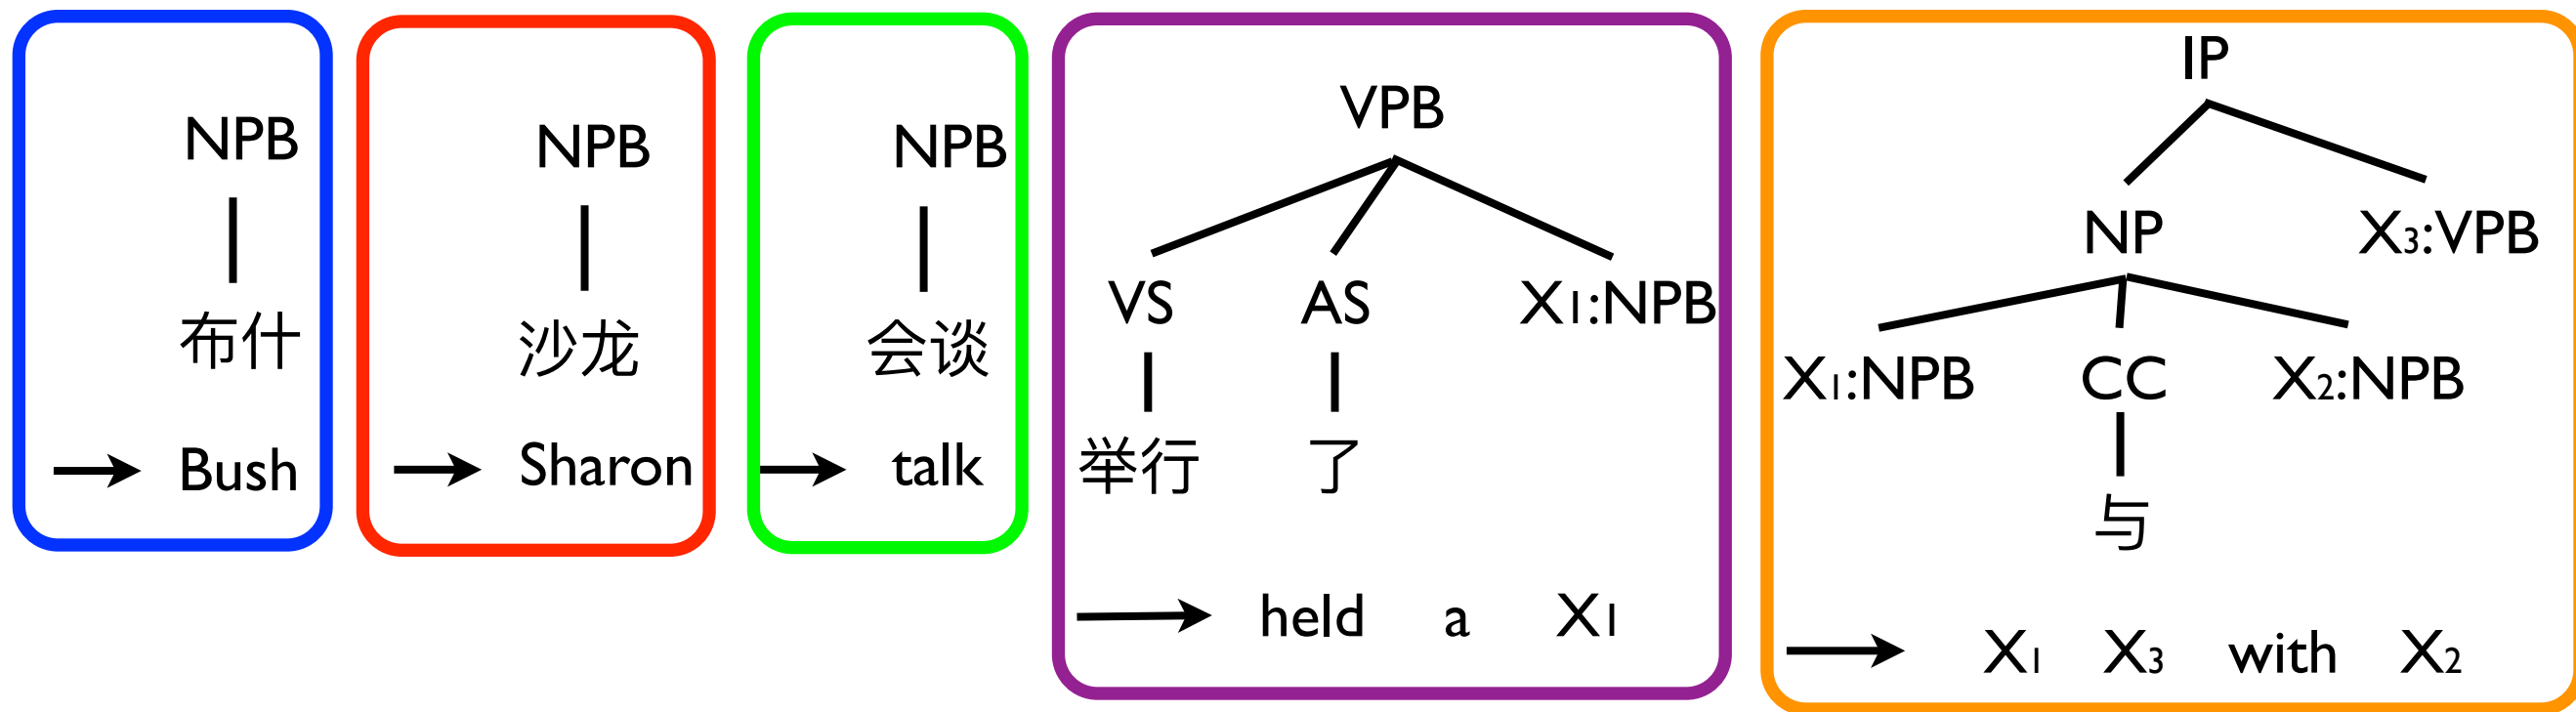 NPB
布什
Bush
NPB
沙龙
Sharon
NPB
会谈
talk
VPB
VS AS X1:NPB
举行 了
held a X1
IP
NP X3:VPB
X1:NPB CC X2:NPB
与
X1 X3 with X2